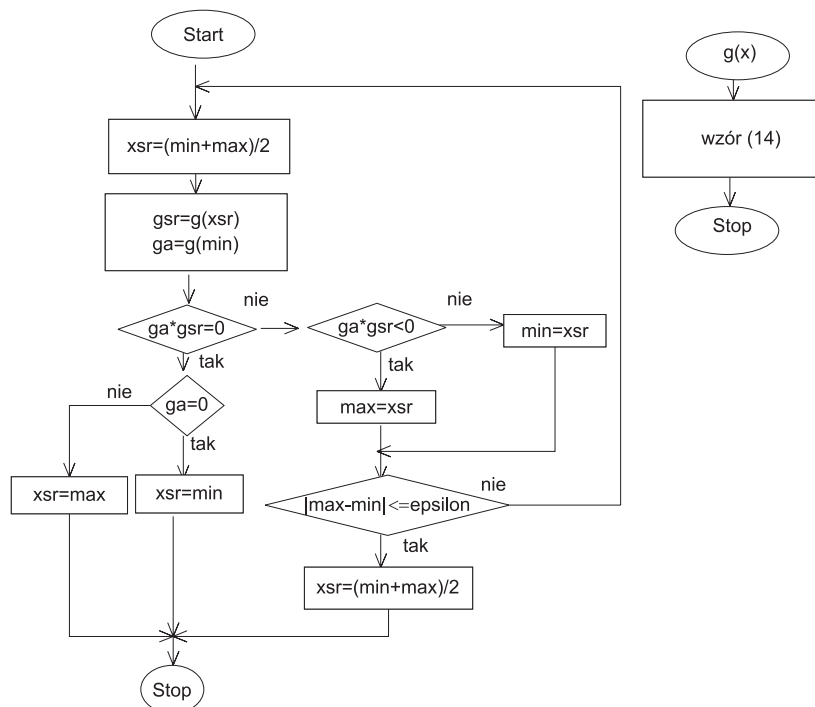 Start
xsr=(min+max)/2
gsr=g(xsr)
ga=g(min)
ga*gsr=0
nie
tak
ga*gsr<0
nie
min=xsr
tak
max=xsr
ga=0
nie
tak
xsr=max
xsr=min
|max-min|<=epsilon
nie
tak
xsr=(min+max)/2
Stop
g(x)
wzór (14)
Stop